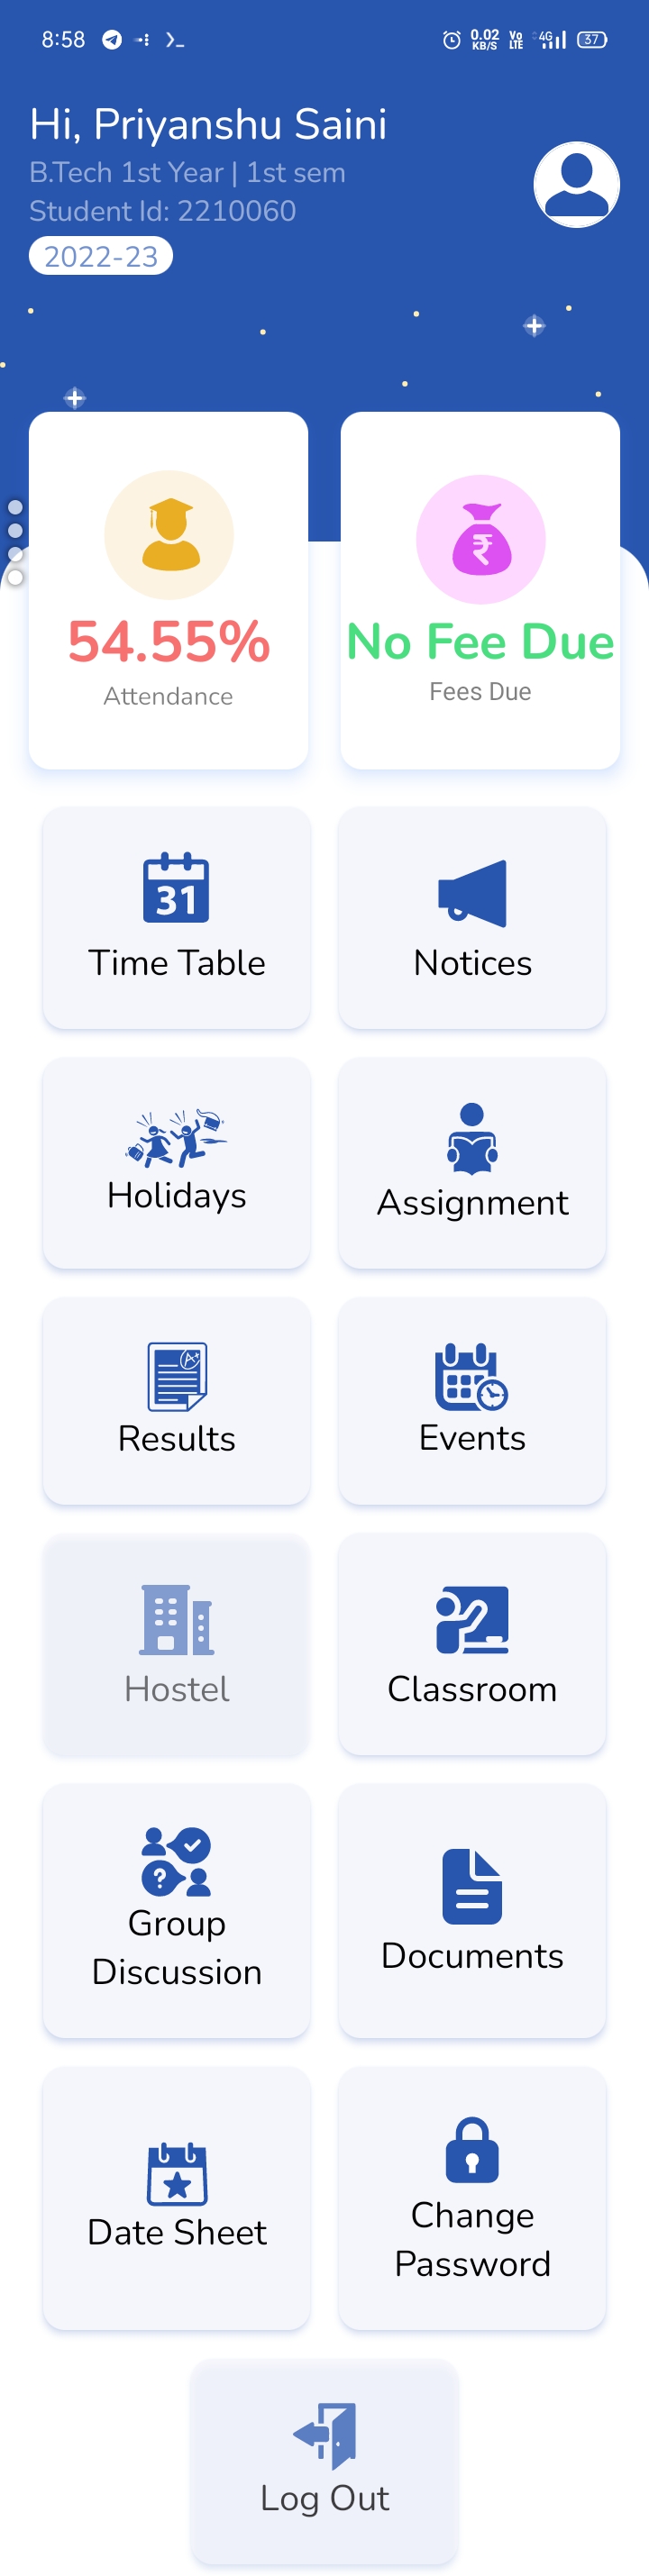 8:58
0.02
KB/S
Vo
LTE
4G
37
Hi, Priyanshu Saini
B.Tech 1st Year | 1st sem
Student Id: 2210060
2022-23
₹
54.55%
No Fee Due
Attendance
Fees Due
31
Time Table
Notices
Holidays
Assignment
A+
Results
Events
Hostel
Classroom
?
Group
Discussion
Documents
Date Sheet
Change
Password
Log Out